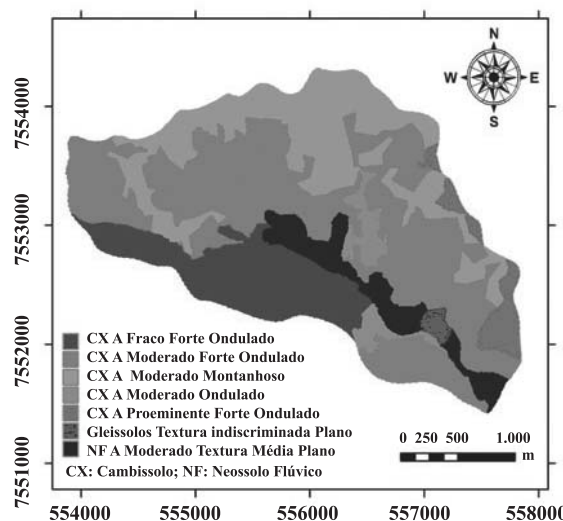 N
W E
S
7554000
7553000
7552000
7551000
CX A Fraco Forte Ondulado
CX A Moderado Forte Ondulado
CX A Moderado Montanhoso
CX A Moderado Ondulado
CX A Proeminente Forte Ondulado
Gleissolos Textura indiscriminada Plano
NF A Moderado Textura Média Plano
CX: Cambissolo; NF: Neossolo Flúvico
0 250 500 1.000
m
554000 555000 556000 557000 558000